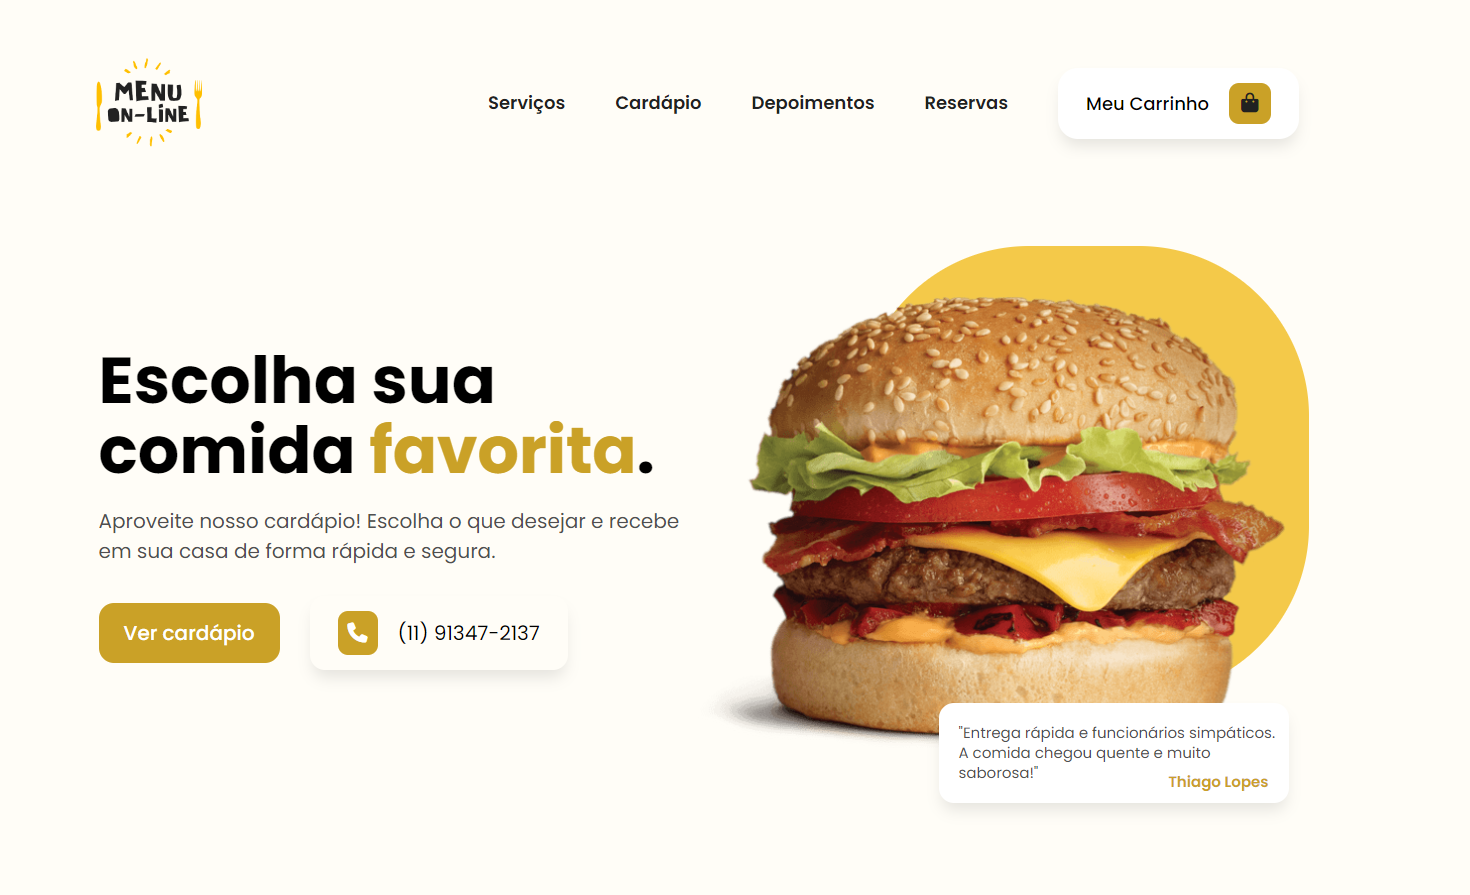 MENU
ON-LINE
Serviços
Cardápio
Depoimentos
Reservas
Meu Carrinho
Escolha sua
comida favorita.
Aproveite nosso cardápio! Escolha o que desejar e recebe
em sua casa de forma rápida e segura.
Ver cardápio
(11) 91347-2137
"Entrega rápida e funcionários simpáticos.
A comida chegou quente e muito
saborosa!"
Thiago Lopes